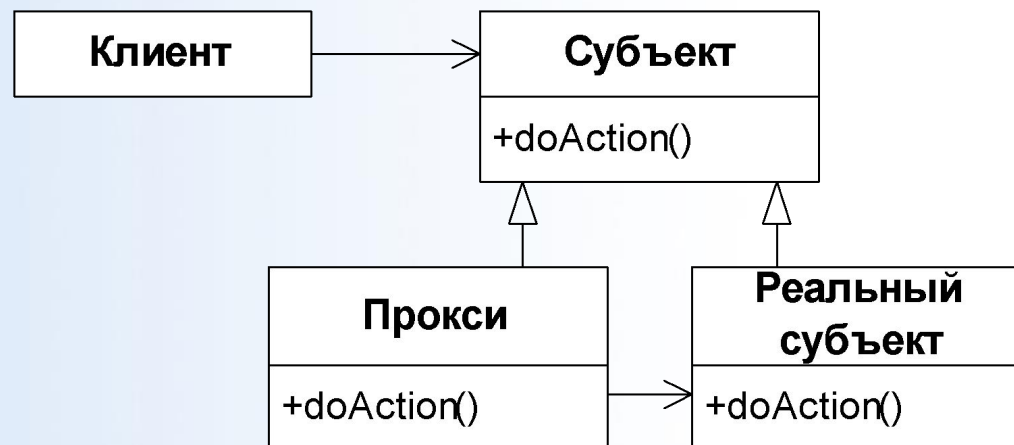 Клиент
Субъект
+doAction()
Прокси
+doAction()
Реальный
субъект
+doAction()